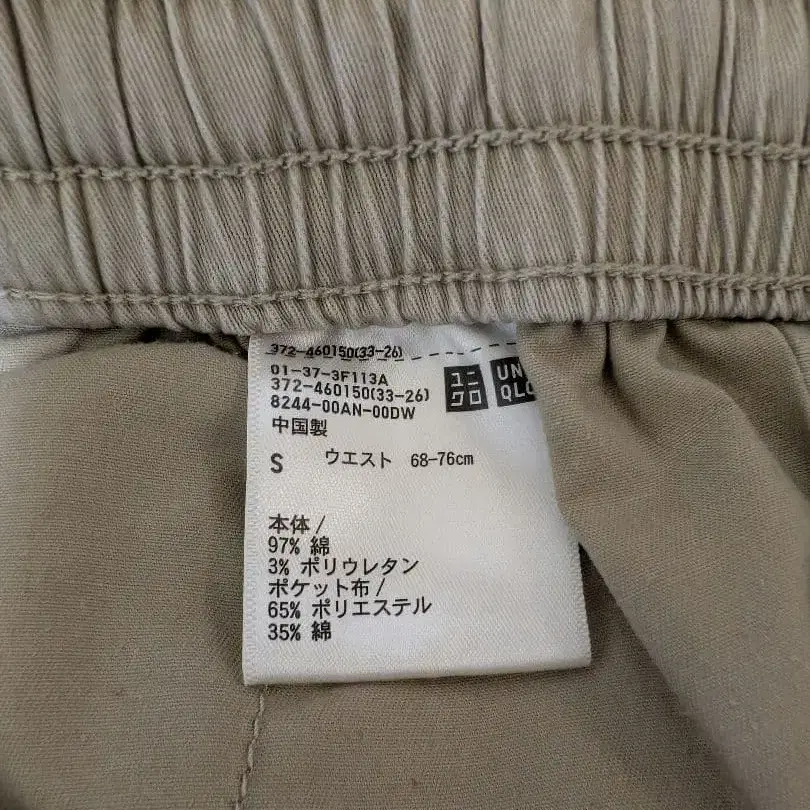 372-460150(33-26)
01-37-3F113A
372-460150(33-26)
8244-00AN-00DW
ユニ
クロ
UN
QLO
中国製
S ウエスト 68-76cm
本体/
97% 綿
3% ポリウレタン
ポケット布/
65% ポリエステル
35% 綿